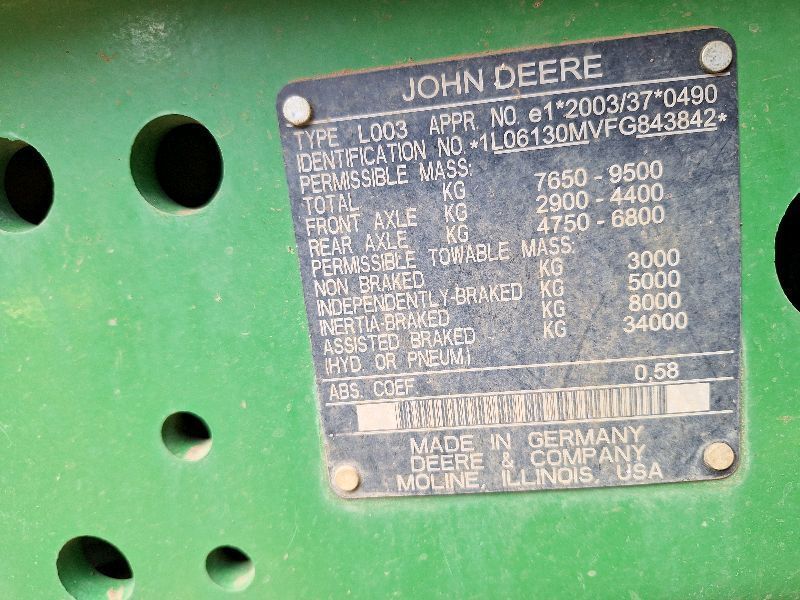 JOHN DEERE
TYPE L003 APPR. NO. e1*2003/37*0490
IDENTIFICATION NO. *1L06130MVFG843842*
PERMISSIBLE MASS:
TOTAL KG 7650 - 9500
FRONT AXLE KG 2900 - 4400
REAR AXLE KG 4750 - 6800
PERMISSIBLE TOWABLE MASS:
NON BRAKED KG 3000
INDEPENDENTLY-BRAKED KG 5000
INERTIA-BRAKED KG 8000
ASSISTED BRAKED KG 34000
(HYD. OR PNEUM.)
ABS. COEF 0,58
MADE IN GERMANY
DEERE & COMPANY
MOLINE, ILLINOIS, USA